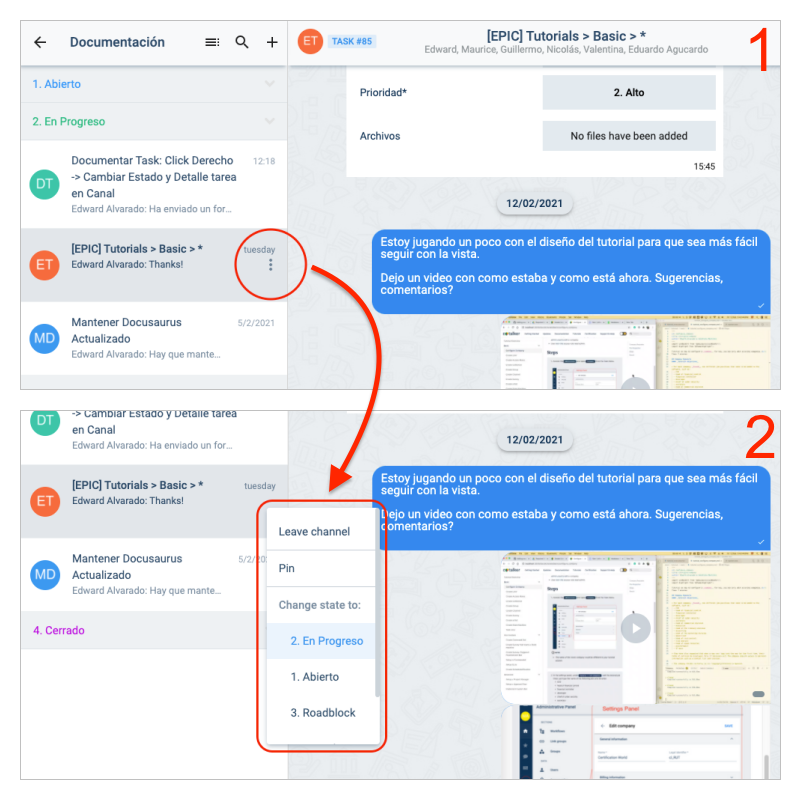 Documentación
1. Abierto
2. En Progreso
DT
Documentar Task: Click Derecho
12:18
-> Cambiar Estado y Detalle tarea
en Canal
Edward Alvarado: Ha enviado un for...
ET
[EPIC] Tutorials > Basic > *
tuesday
Edward Alvarado: Thanks!
MD
Mantener Docusaurus
5/2/2021
Actualizado
Edward Alvarado: Hay que mante...
ET
TASK #85
[EPIC] Tutorials > Basic > *
Edward, Maurice, Guillermo, Nicolás, Valentina, Eduardo Agucardo
1
Prioridad*
2. Alto
Archivos
No files have been added
15:45
12/02/2021
Estoy jugando un poco con el diseño del tutorial para que sea más fácil
seguir con la vista.
Dejo un video con como estaba y como está ahora. Sugerencias,
comentarios?
Steps
DT
-> Cambiar Estado y Detalle tarea
en Canal
Edward Alvarado: Ha enviado un for...
ET
[EPIC] Tutorials > Basic > *
tuesday
Edward Alvarado: Thanks!
MD
Mantener Docusaurus
5/2/20
Actualizado
Edward Alvarado: Hay que mante...
4. Cerrado
Leave channel
Pin
Change state to:
2. En Progreso
1. Abierto
3. Roadblock
2
12/02/2021
Estoy jugando un poco con el diseño del tutorial para que sea más fácil
seguir con la vista.
Dejo un video con como estaba y como está ahora. Sugerencias,
comentarios?
Steps
Administrative Panel
Settings Panel
Workflows
Edit company
Groups
Users